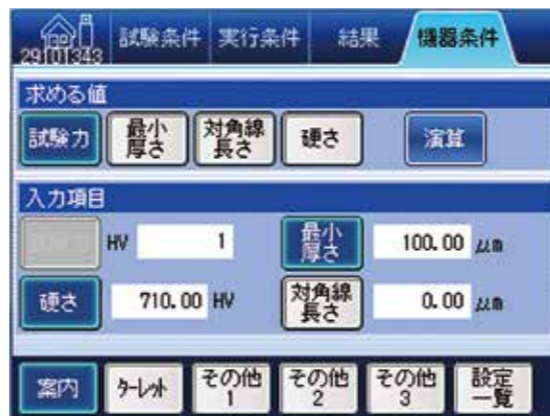 試験条件 実行条件 結果 機器条件
29101343
求める値
試験力 最小厚さ 対角線長さ 硬さ 演算
入力項目
HV 1 最小厚さ 100.00 μm
硬さ 710.00 HV 対角線長さ 0.00 μm
案内 ターレット その他1 その他2 その他3 設定一覧